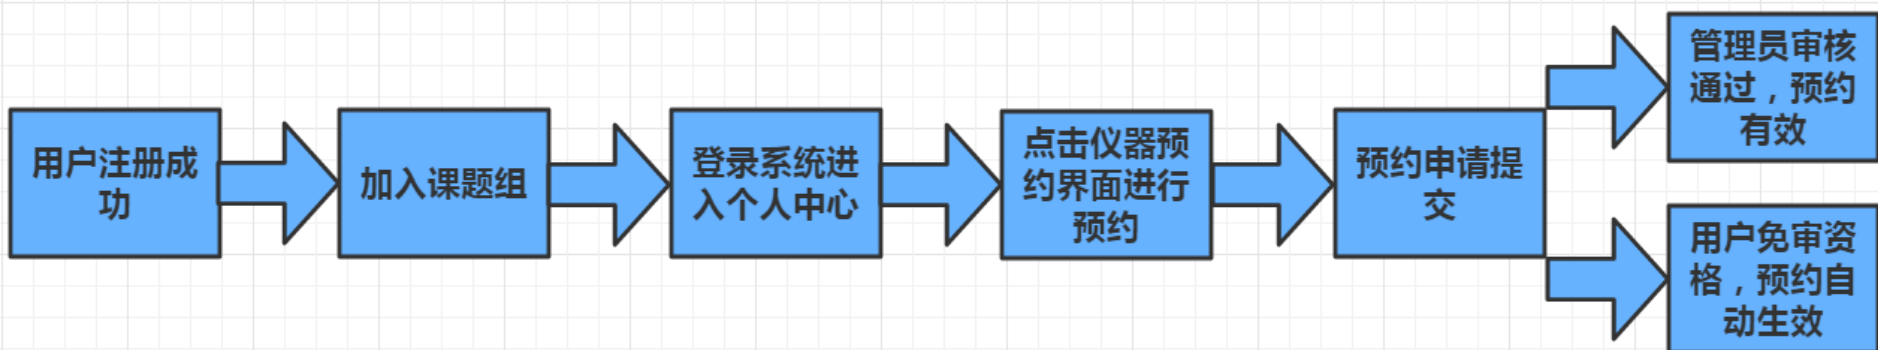 用户注册成
功
加入课题组
登录系统进
入个人中心
点击仪器预
约界面进行
预约
预约申请提
交
管理员审核
通过，预约
有效
用户免审资
格，预约自
动生效